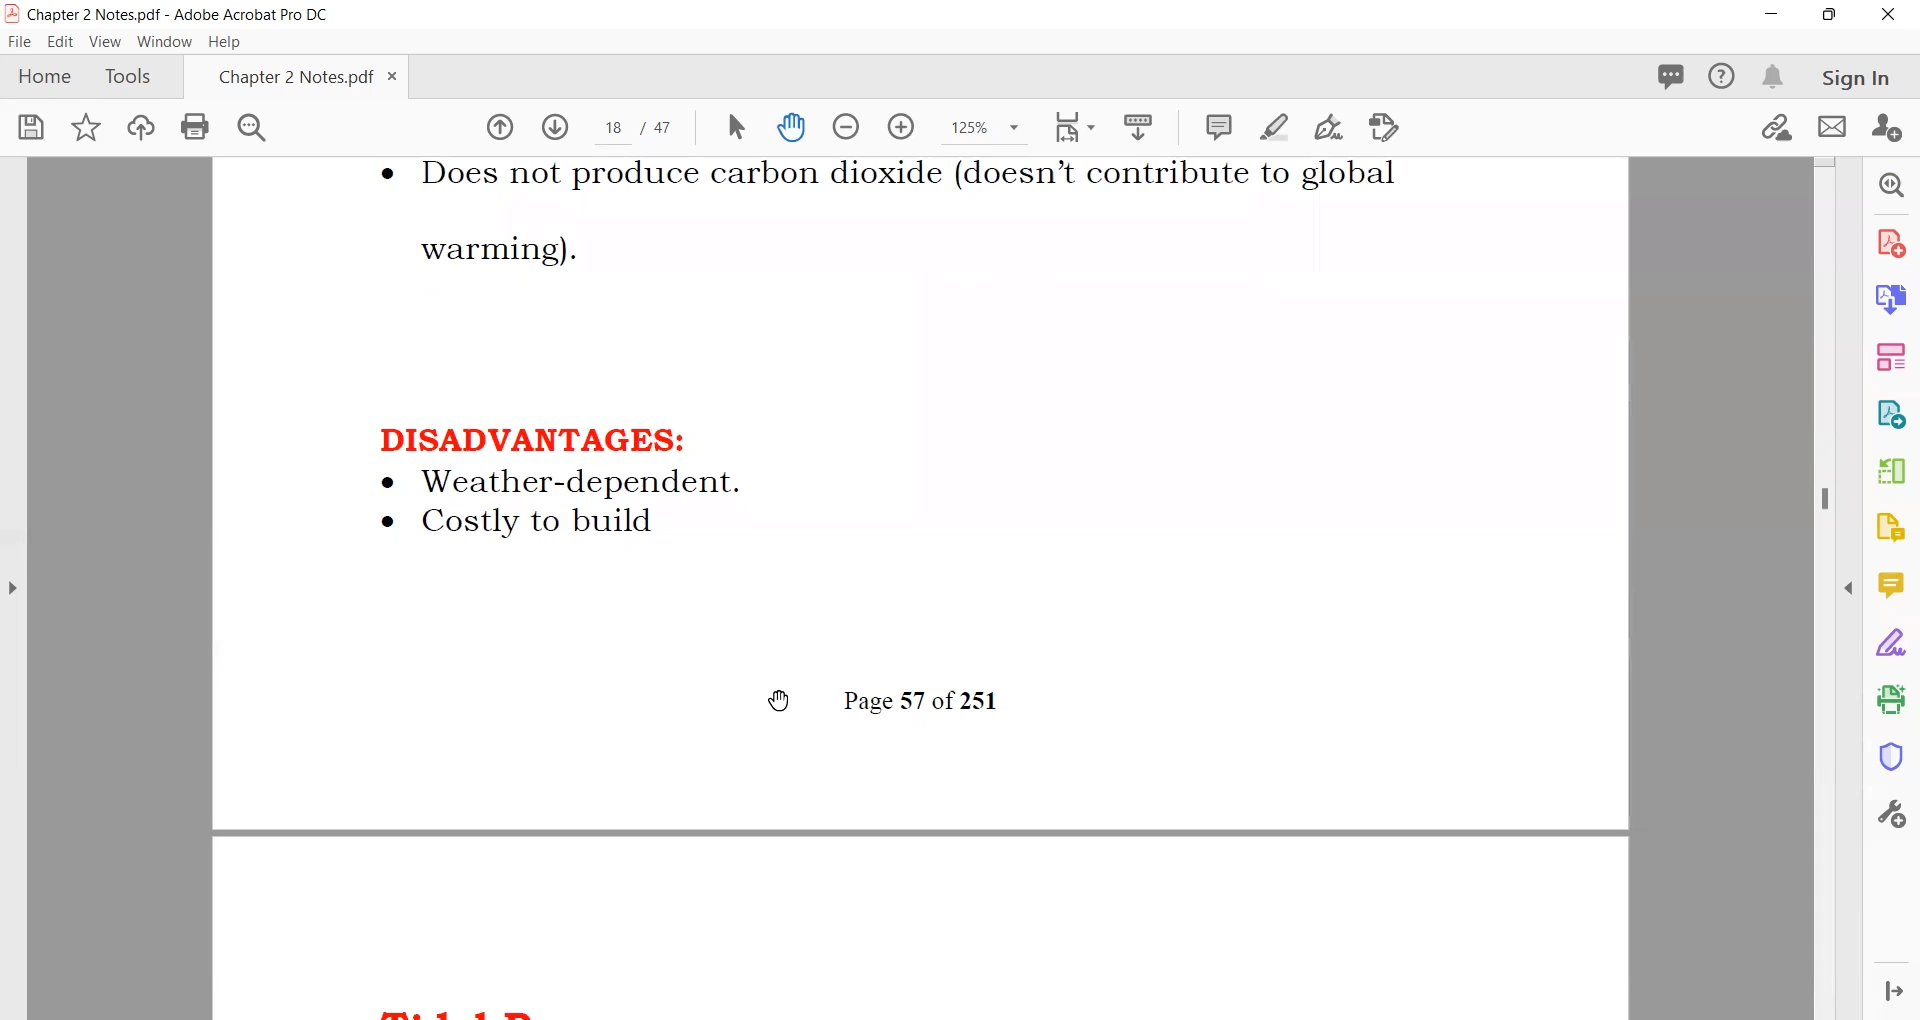 Chapter 2 Notes.pdf - Adobe Acrobat Pro DC
File Edit View Window Help
Home Tools Chapter 2 Notes.pdf × Sign In
18 / 47 125%
• Does not produce carbon dioxide (doesn't contribute to global
warming).
DISADVANTAGES:
• Weather-dependent.
• Costly to build
Page 57 of 251